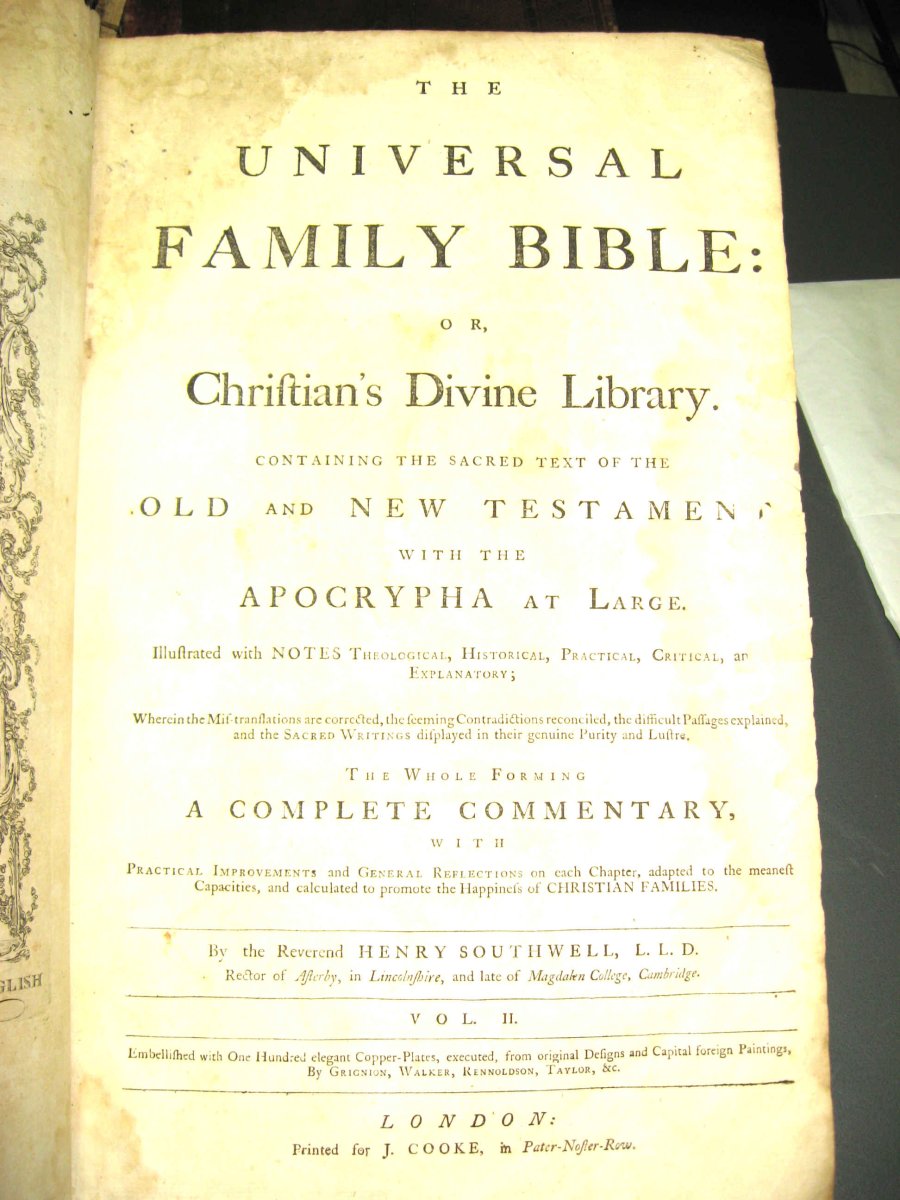 THE
UNIVERSAL
FAMILY BIBLE:
OR,
Chriſtian's Divine Library.
CONTAINING THE SACRED TEXT OF THE
OLD AND NEW TESTAMENT
WITH THE
APOCRYPHA AT LARGE.
Illuſtrated with NOTES THEOLOGICAL, HISTORICAL, PRACTICAL, CRITICAL, an
EXPLANATORY;
Wherein the Miſ-tranſlations are corrected, the ſeeming Contradictions reconciled, the difficult Paſſages explained,
and the SACRED WRITINGS diſplayed in their genuine Purity and Luſtre.
THE WHOLE FORMING
A COMPLETE COMMENTARY,
WITH
PRACTICAL IMPROVEMENTS and GENERAL REFLECTIONS on each Chapter, adapted to the meaneſt
Capacities, and calculated to promote the Happineſs of CHRISTIAN FAMILIES.
By the Reverend HENRY SOUTHWELL, L. L. D.
Rector of Aſterby, in Lincolnſhire, and late of Magdalen College, Cambridge.
VOL. II.
Embelliſhed with One Hundred elegant Copper-Plates, executed, from original Deſigns and Capital foreign Paintings,
By GRIGNION, WALKER, RENNOLDSON, TAYLOR, &c.
LONDON:
Printed for J. COOKE, in Pater-Noſter-Row.
GLISH